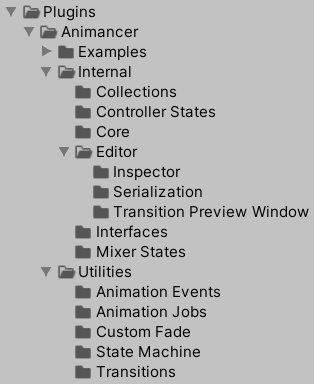 Plugins
Animancer
Examples
Internal
Collections
Controller States
Core
Editor
Inspector
Serialization
Transition Preview Window
Interfaces
Mixer States
Utilities
Animation Events
Animation Jobs
Custom Fade
State Machine
Transitions